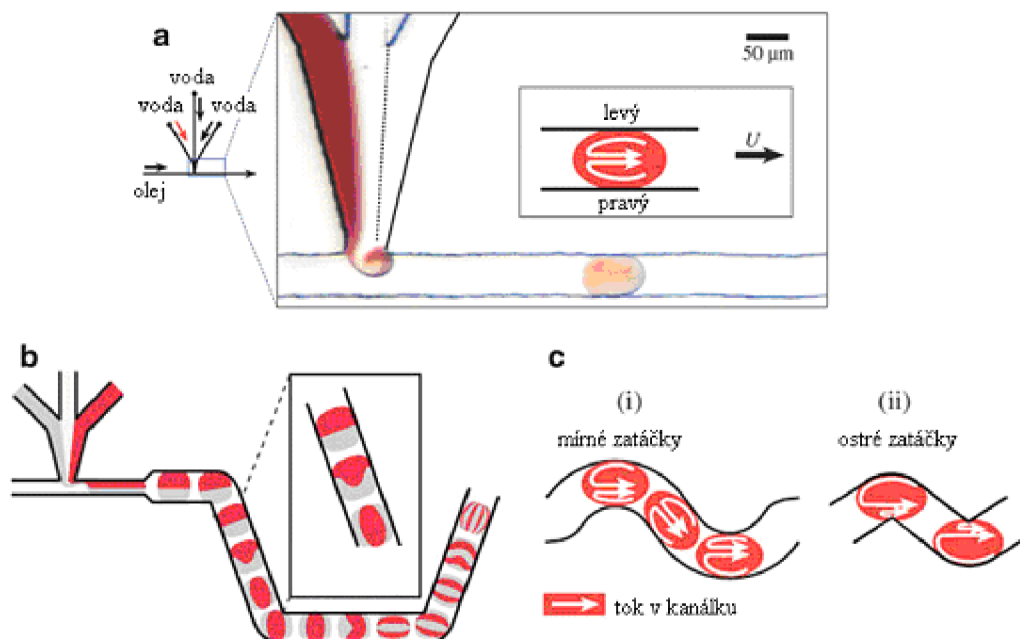 a
voda
voda
voda
olej
50 µm
levý
U
pravý
b
c
(i)
(ii)
mírné zatáčky
ostré zatáčky
tok v kanálku